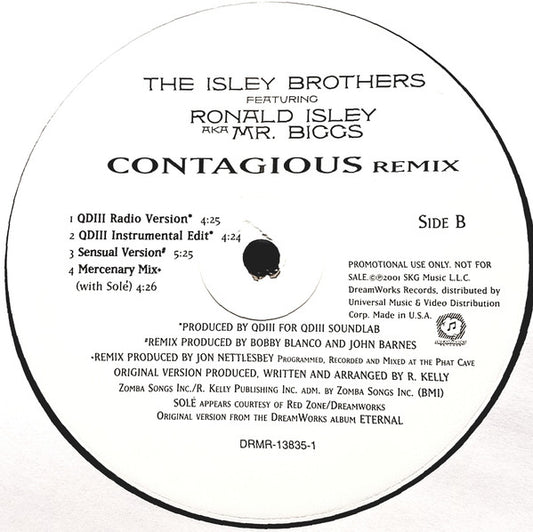 THE ISLEY BROTHERS
FEATURING
RONALD ISLEY
AKA MR. BIGGS
CONTAGIOUS REMIX
1 QDIII Radio Version* 4:25
2 QDIII Instrumental Edit* 4:24
3 Sensual Version# 5:25
4 Mercenary Mix+
(with Solé) 4:26
SIDE B
PROMOTIONAL USE ONLY. NOT FOR
SALE.©℗2001 SKG Music L.L.C.
DreamWorks Records, distributed by
Universal Music & Video Distribution
Corp. Made in U.S.A.
*PRODUCED BY QDIII FOR QDIII SOUNDLAB
#REMIX PRODUCED BY BOBBY BLANCO AND JOHN BARNES
+REMIX PRODUCED BY JON NETTLESBEY PROGRAMMED, RECORDED AND MIXED AT THE PHAT CAVE
ORIGINAL VERSION PRODUCED, WRITTEN AND ARRANGED BY R. KELLY
ZOMBA SONGS INC./R. KELLY PUBLISHING INC. ADM. BY ZOMBA SONGS INC. (BMI)
SOLÉ APPEARS COURTESY OF RED ZONE/DREAMWORKS
ORIGINAL VERSION FROM THE DREAMWORKS ALBUM ETERNAL
DRMR-13835-1